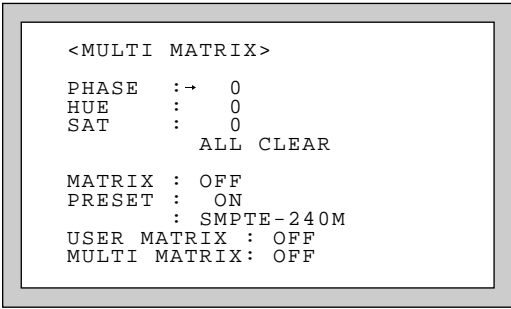 <MULTI MATRIX>
PHASE :→ 0
HUE : 0
SAT : 0
ALL CLEAR
MATRIX : OFF
PRESET : ON
: SMPTE-240M
USER MATRIX : OFF
MULTI MATRIX: OFF